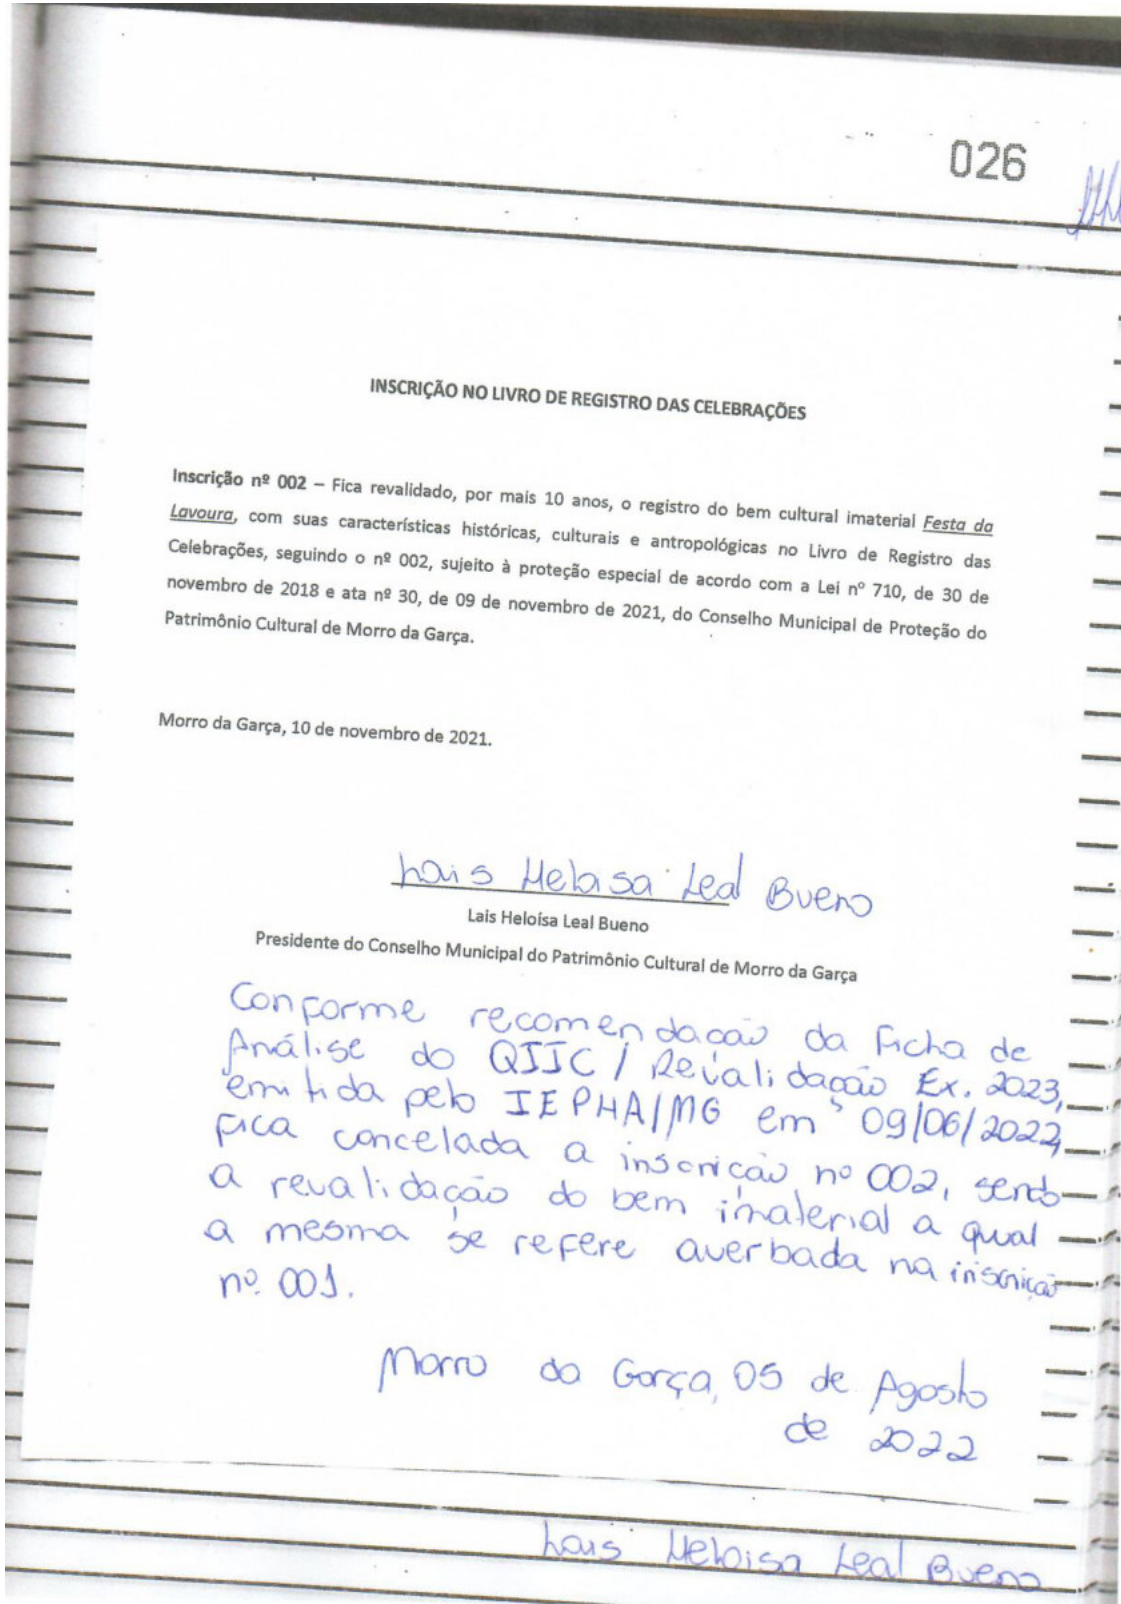 026
INSCRIÇÃO NO LIVRO DE REGISTRO DAS CELEBRAÇÕES
Inscrição nº 002 – Fica revalidado, por mais 10 anos, o registro do bem cultural imaterial Festa da
Lavoura, com suas características históricas, culturais e antropológicas no Livro de Registro das
Celebrações, seguindo o nº 002, sujeito à proteção especial de acordo com a Lei nº 710, de 30 de
novembro de 2018 e ata nº 30, de 09 de novembro de 2021, do Conselho Municipal de Proteção do
Patrimônio Cultural de Morro da Garça.
Morro da Garça, 10 de novembro de 2021.
Lais Heloisa Leal Bueno
Lais Heloísa Leal Bueno
Presidente do Conselho Municipal do Patrimônio Cultural de Morro da Garça
Conforme recomendação da Ficha de
Análise do QIIC / Revalidação Ex. 2023,
emitida pelo IEPHA/MG em 09/06/2022,
fica cancelada a inscrição nº 002, sendo
a revalidação do bem imaterial a qual
a mesma se refere averbada na inscrição
nº 001.
Morro da Garça, 05 de Agosto
de 2022
Lais Heloisa Leal Bueno